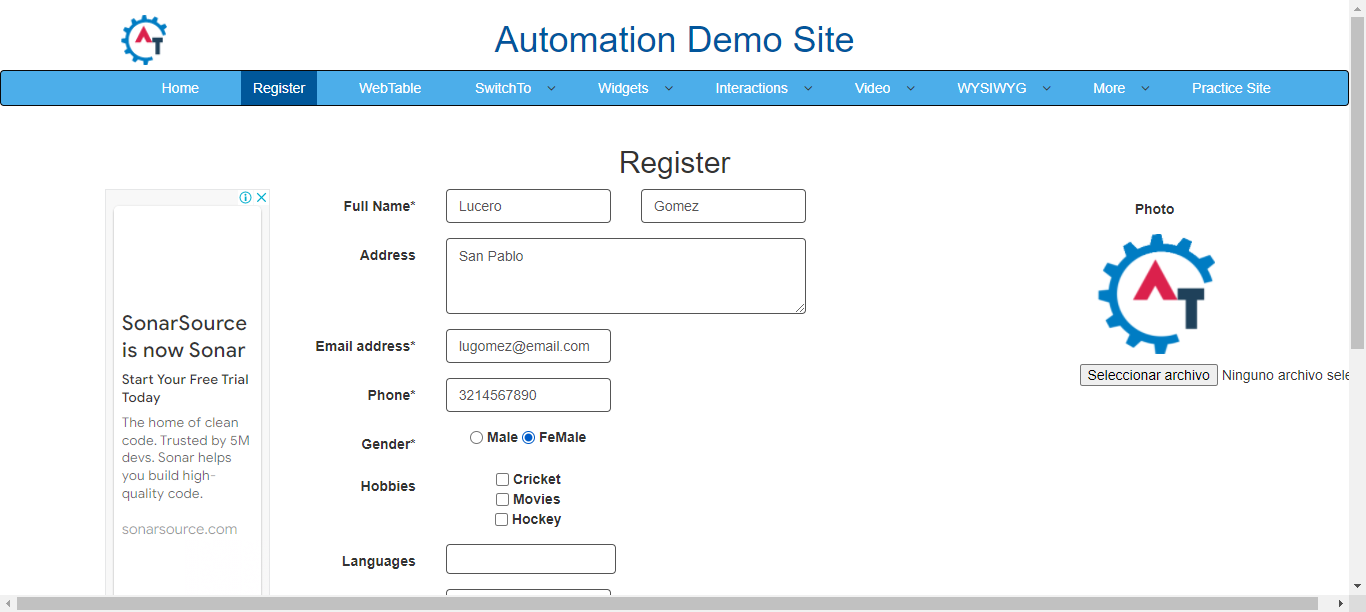 AT
Automation Demo Site
Home Register WebTable SwitchTo Widgets Interactions Video WYSIWYG More Practice Site
Register
SonarSource
is now Sonar
Start Your Free Trial
Today
The home of clean
code. Trusted by 5M
devs. Sonar helps
you build high-
quality code.
sonarsource.com
Full Name* Lucero Gomez
Address San Pablo
Email address* lugomez@email.com
Phone* 3214567890
Gender* Male FeMale
Hobbies Cricket
Movies
Hockey
Languages
Photo
AT
Seleccionar archivo Ninguno archivo sele